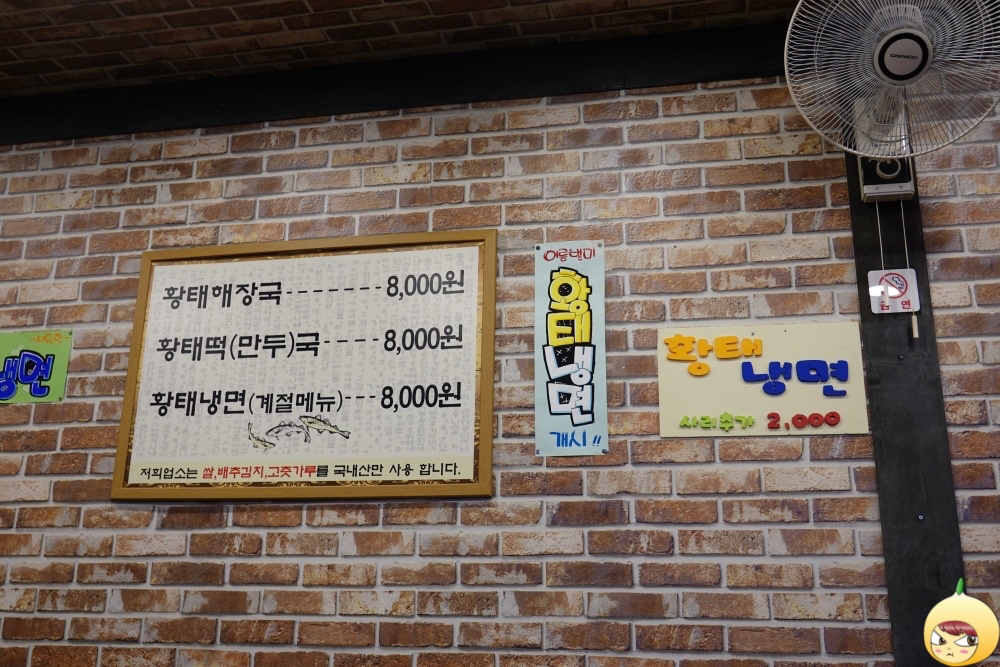 황태해장국-------8,000원
황태떡(만두)국----8,000원
황태냉면(계절메뉴)---8,000원
저희업소는 쌀,배추김치,고춧가루를 국내산만 사용 합니다.
냉면
여름별미
황태냉면
개시!!
황태
냉면
사리추가 2,000
금연
DAEWOO